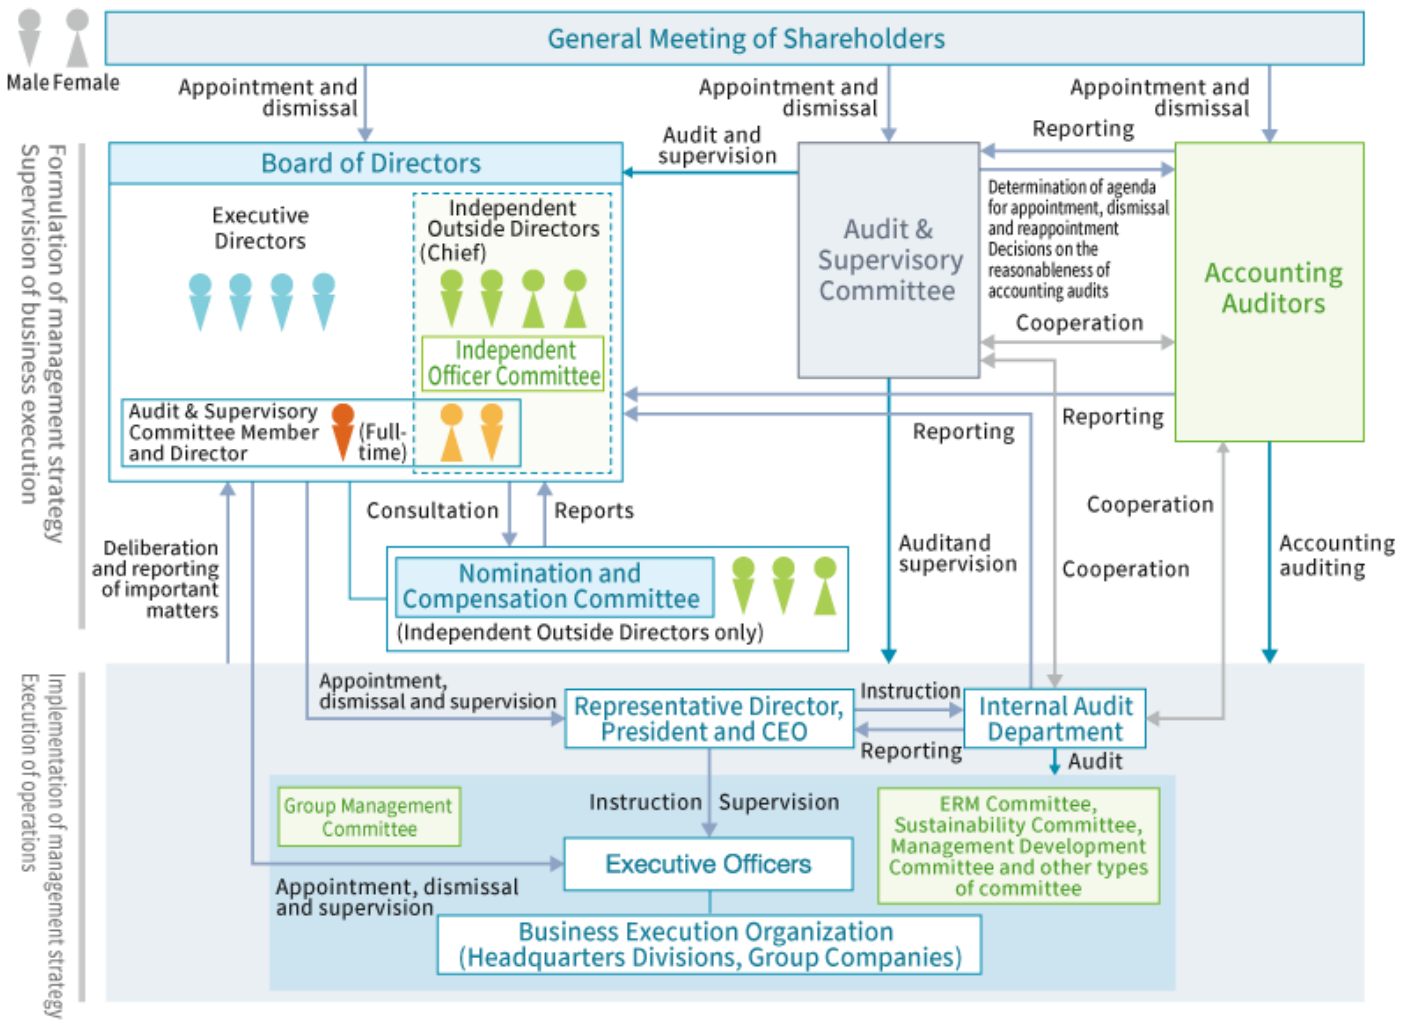 General Meeting of Shareholders
Male Female
Appointment and
dismissal
Appointment and
dismissal
Appointment and
dismissal
Formulation of management strategy
Supervision of business execution
Board of Directors
Executive
Directors
Independent
Outside Directors
(Chief)
Independent
Officer Committee
Audit & Supervisory
Committee Member
and Director
(Full-
time)
Audit and
supervision
Audit &
Supervisory
Committee
Reporting
Determination of agenda
for appointment, dismissal
and reappointment
Decisions on the
reasonableness of
accounting audits
Cooperation
Accounting
Auditors
Reporting
Reporting
Consultation
Reports
Deliberation
and reporting
of important
matters
Nomination and
Compensation Committee
(Independent Outside Directors only)
Auditand
supervision
Cooperation
Cooperation
Accounting
auditing
Implementation of management strategy
Execution of operations
Appointment,
dismissal and supervision
Representative Director,
President and CEO
Instruction
Reporting
Internal Audit
Department
Audit
Group Management
Committee
Instruction
Supervision
Executive Officers
Appointment, dismissal
and supervision
ERM Committee,
Sustainability Committee,
Management Development
Committee and other types
of committee
Business Execution Organization
(Headquarters Divisions, Group Companies)